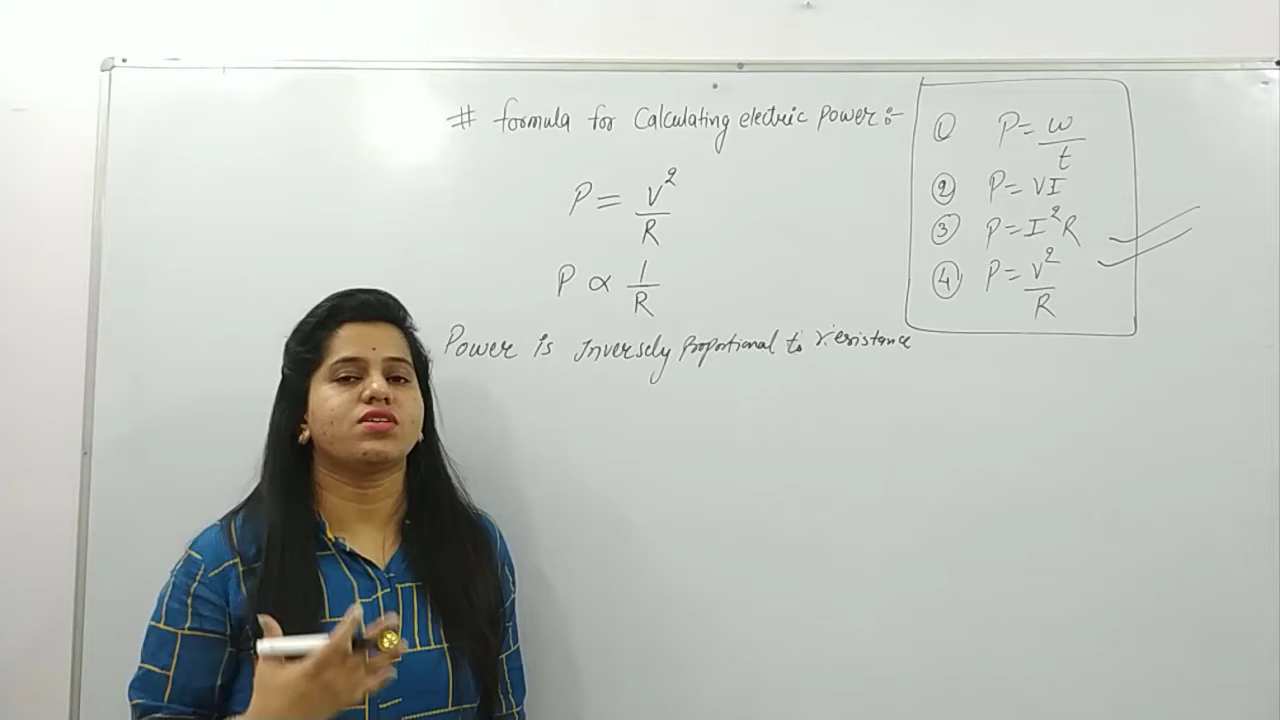 # formula for Calculating electric Power :-
P = V²/R
P ∝ 1/R
Power is Inversely Proportional to resistance
① P = w/t
② P = VI
③ P = I²R
④ P = V²/R